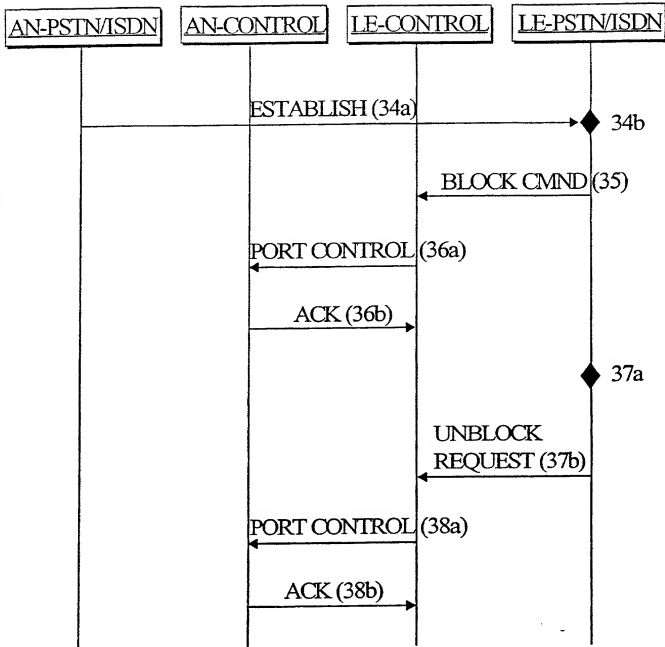 AN-PSTN/ISDN AN-CONTROL LE-CONTROL LE-PSTN/ISDN
ESTABLISH (34a)
34b
BLOCK CMND (35)
PORT CONTROL (36a)
ACK (36b)
37a
UNBLOCK
REQUEST (37b)
PORT CONTROL (38a)
ACK (38b)